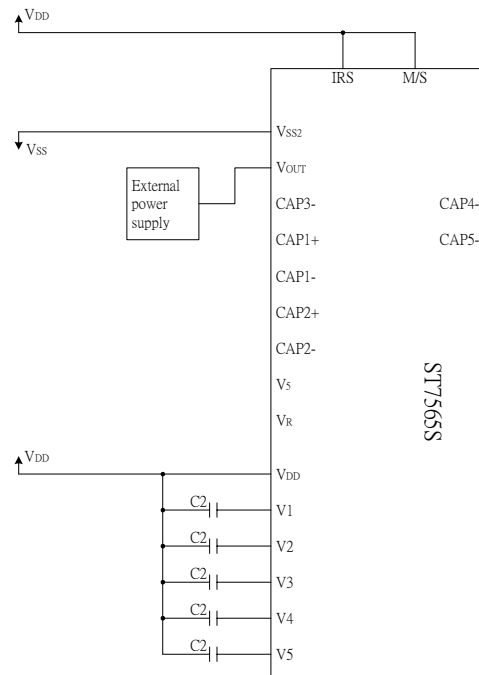 VDD
IRS M/S
VSS2
VSS
VOUT
External
power
supply
CAP3- CAP4-
CAP1+ CAP5-
CAP1-
CAP2+
CAP2-
V5
VR
ST7565S
VDD
VDD
C2 V1
C2 V2
C2 V3
C2 V4
C2 V5